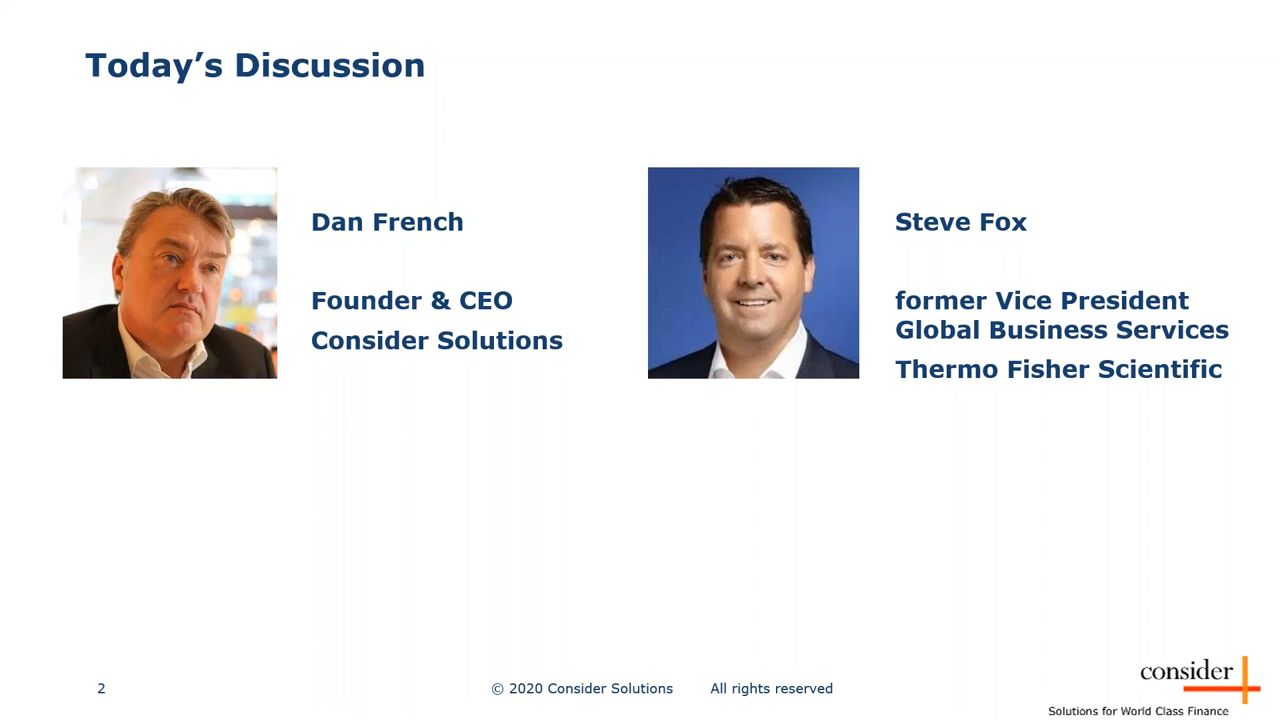 Today’s Discussion
Dan French
Founder & CEO
Consider Solutions
Steve Fox
former Vice President
Global Business Services
Thermo Fisher Scientific
2
© 2020 Consider Solutions All rights reserved
consider
Solutions for World Class Finance